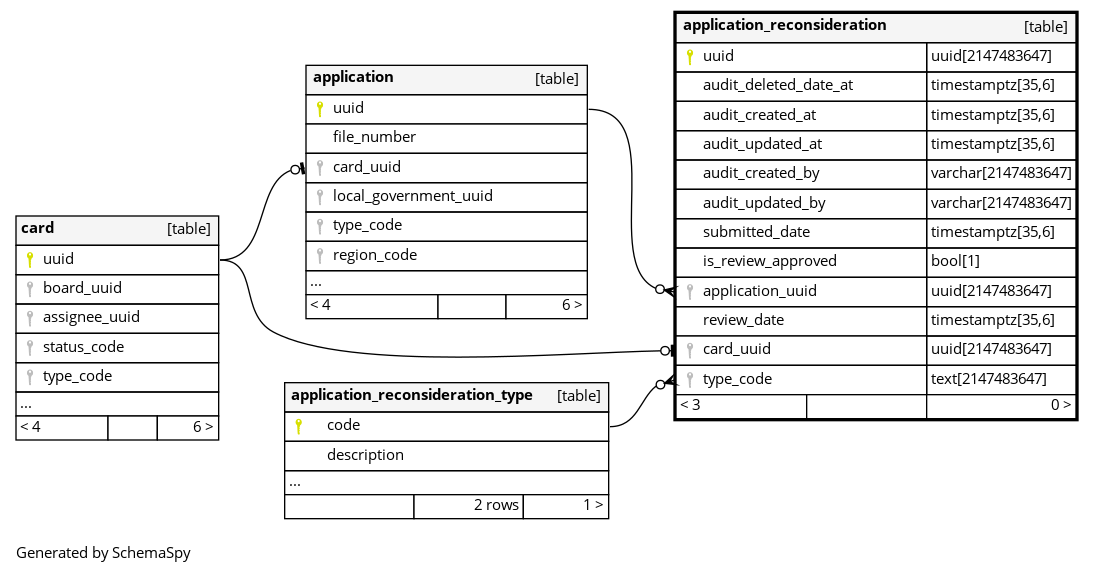 card [table]
uuid
board_uuid
assignee_uuid
status_code
type_code
...
< 4 6 >
application [table]
uuid
file_number
card_uuid
local_government_uuid
type_code
region_code
...
< 4 6 >
application_reconsideration_type [table]
code
description
...
2 rows 1 >
application_reconsideration [table]
uuid uuid[2147483647]
audit_deleted_date_at timestamptz[35,6]
audit_created_at timestamptz[35,6]
audit_updated_at timestamptz[35,6]
audit_created_by varchar[2147483647]
audit_updated_by varchar[2147483647]
submitted_date timestamptz[35,6]
is_review_approved bool[1]
application_uuid uuid[2147483647]
review_date timestamptz[35,6]
card_uuid uuid[2147483647]
type_code text[2147483647]
< 3 0 >
Generated by SchemaSpy